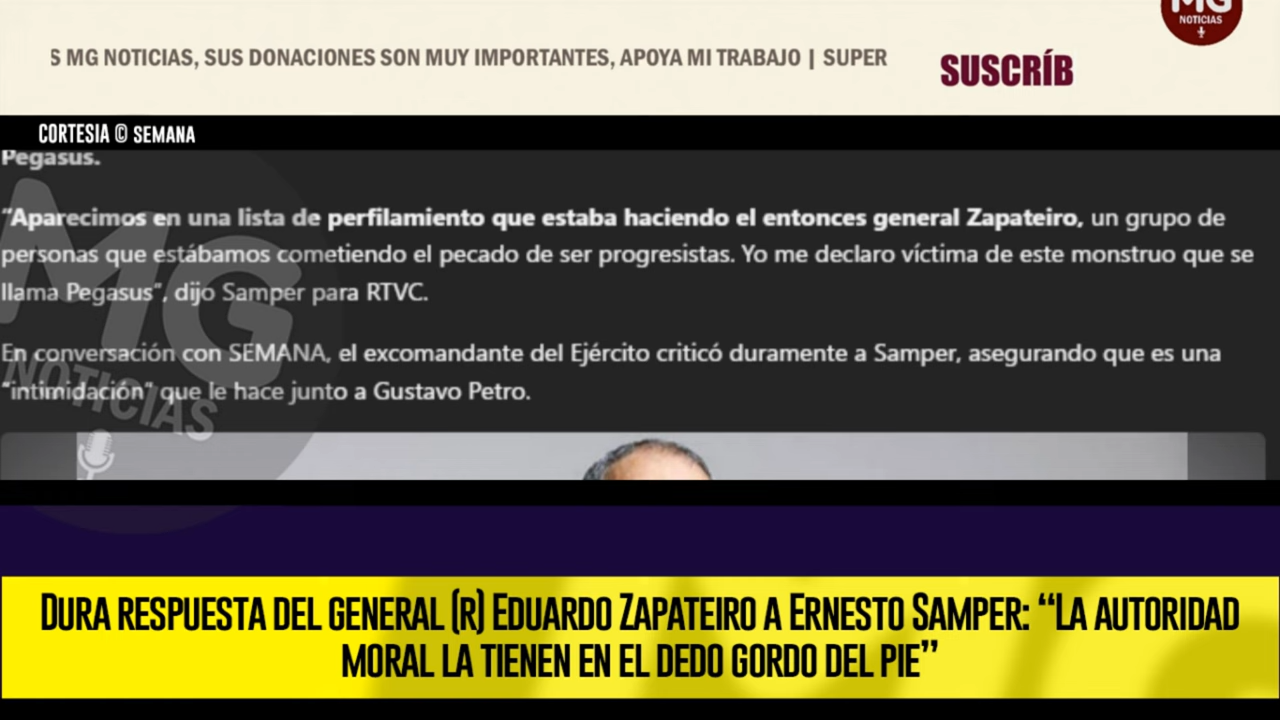 S MG NOTICIAS, SUS DONACIONES SON MUY IMPORTANTES, APOYA MI TRABAJO | SUPER
SUSCRÍB
MG
NOTICIAS
CORTESIA © SEMANA
Pegasus.
“Aparecimos en una lista de perfilamiento que estaba haciendo el entonces general Zapateiro, un grupo de
personas que estábamos cometiendo el pecado de ser progresistas. Yo me declaro víctima de este monstruo que se
llama Pegasus”, dijo Samper para RTVC.
En conversación con SEMANA, el excomandante del Ejército criticó duramente a Samper, asegurando que es una
“intimidación” que le hace junto a Gustavo Petro.
MG
NOTICIAS
DURA RESPUESTA DEL GENERAL (R) EDUARDO ZAPATEIRO A ERNESTO SAMPER: “LA AUTORIDAD
MORAL LA TIENEN EN EL DEDO GORDO DEL PIE”